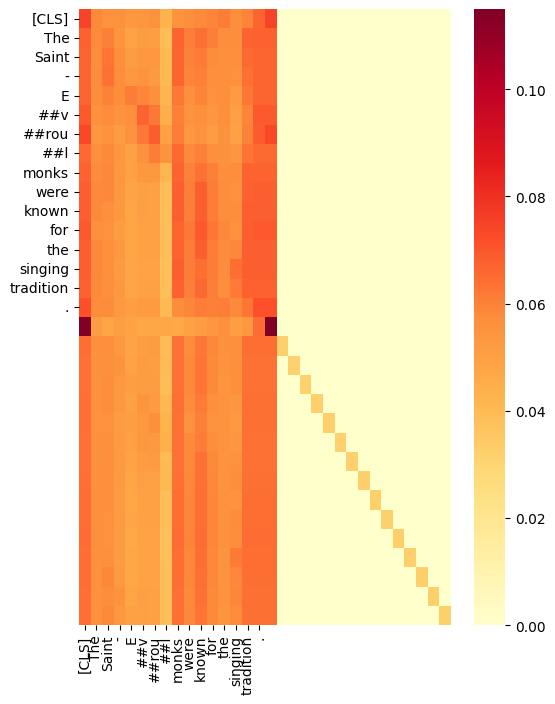 [CLS]
The
Saint
-
E
##v
##rou
##l
monks
were
known
for
the
singing
tradition
.
0.10
0.08
0.06
0.04
0.02
0.00
[CLS]
The
Saint
-
E
##v
##rou
##l
monks
were
known
for
the
singing
tradition
.